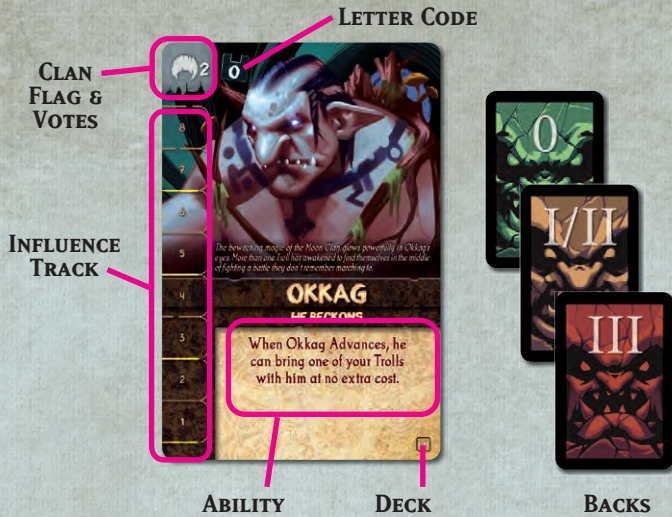 LETTER CODE
CLAN
FLAG &
VOTES
2
O
8
7
6
5
4
3
2
1
INFLUENCE
TRACK
The bewitching magic of the Moon Clan glows powerfully in Okkag's
eyes. More than one Troll has awakened to find themselves in the middle
of fighting a battle they don't remember marching to.
OKKAG
HE BECKONS
When Okkag Advances, he
can bring one of your Trolls
with him at no extra cost.
ABILITY
DECK
0
I/II
III
BACKS